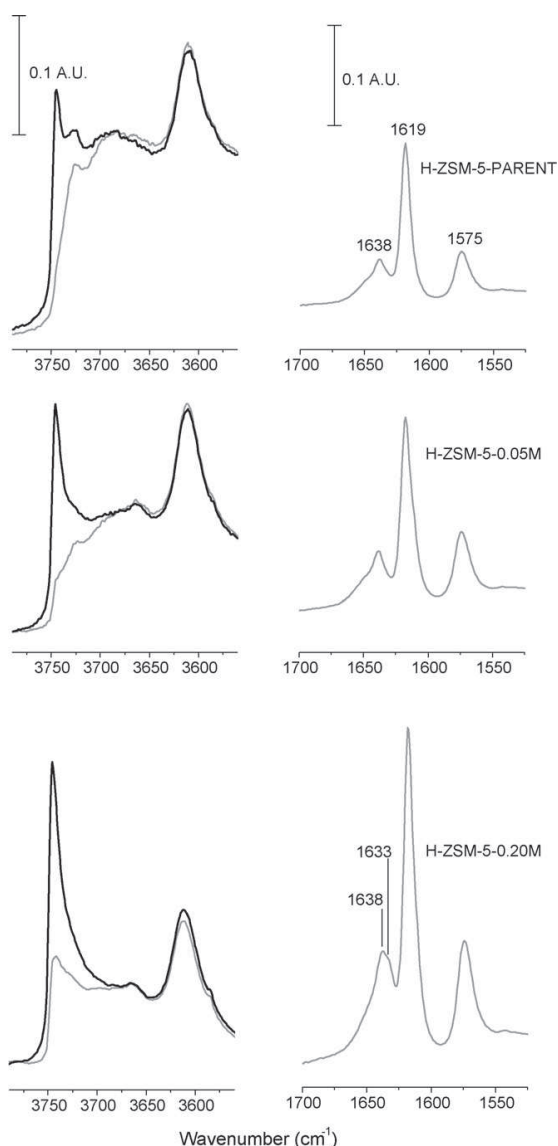 0.1 A.U.
3750 3700 3650 3600
0.1 A.U.
1619
H-ZSM-5-PARENT
1638
1575
1700 1650 1600 1550
3750 3700 3650 3600
H-ZSM-5-0.05M
1700 1650 1600 1550
3750 3700 3650 3600
1633
H-ZSM-5-0.20M
1638
1700 1650 1600 1550
Wavenumber (cm⁻¹)